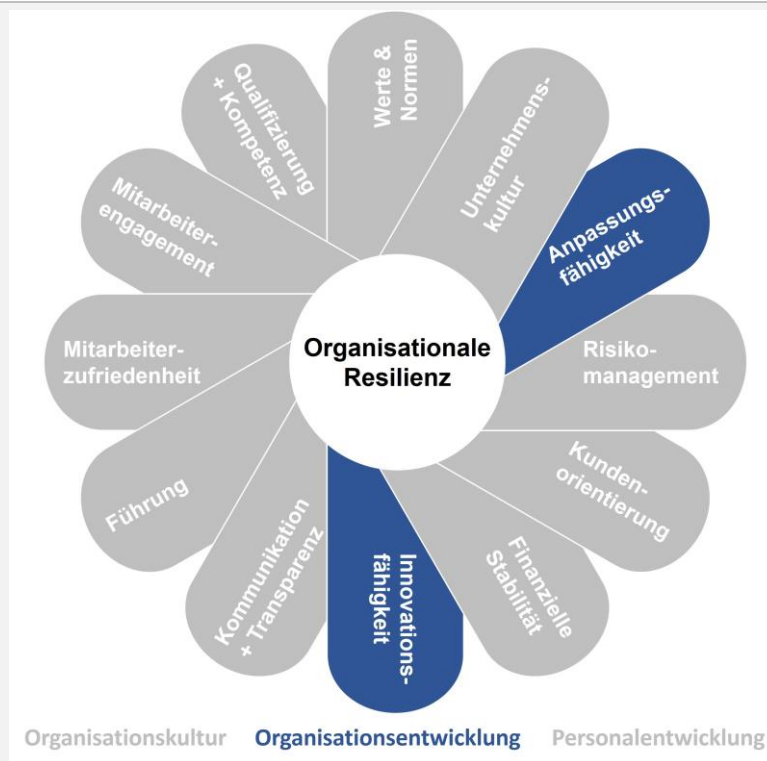 Werte &
Normen
Unternehmens-
kultur
Anpassungs-
fähigkeit
Risiko-
management
Kunden-
orientierung
Finanzielle
Stabilität
Innovations-
fähigkeit
Kommunikation
+ Transparenz
Führung
Mitarbeiter-
zufriedenheit
Mitarbeiter-
engagement
Qualifizierung
+ Kompetenz
Organisationale
Resilienz
Organisationskultur Organisationsentwicklung Personalentwicklung